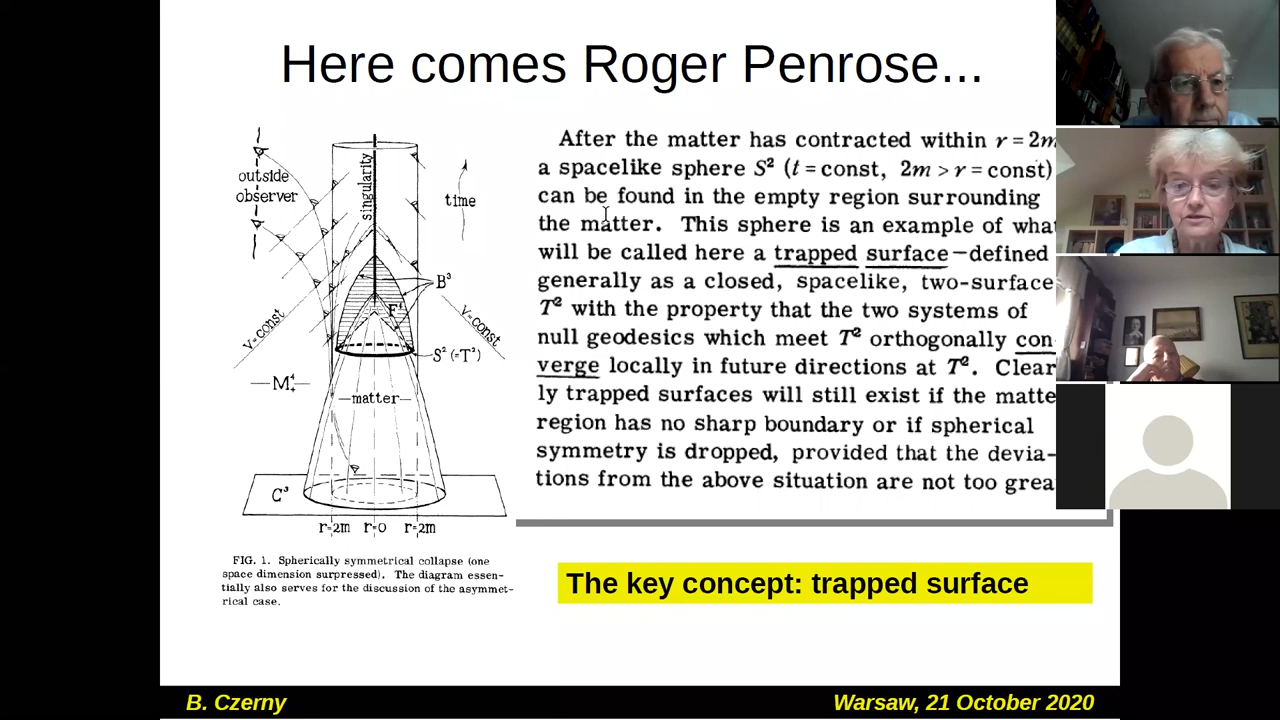 Here comes Roger Penrose...
outside
observer
singularity
time
B³
F⁴
v=const
v=const
S² (=T²)
M⁴
matter
C³
r=2m r=0 r=2m
FIG. 1. Spherically symmetrical collapse (one
space dimension surpressed). The diagram essen-
tially also serves for the discussion of the asymmet-
rical case.
After the matter has contracted within r = 2m
a spacelike sphere S² (t = const, 2m > r = const)
can be found in the empty region surrounding
the matter. This sphere is an example of what
will be called here a trapped surface—defined
generally as a closed, spacelike, two-surface
T² with the property that the two systems of
null geodesics which meet T² orthogonally con
verge locally in future directions at T². Clear
ly trapped surfaces will still exist if the matte
region has no sharp boundary or if spherical
symmetry is dropped, provided that the devia-
tions from the above situation are not too grea
The key concept: trapped surface
B. Czerny
Warsaw, 21 October 2020